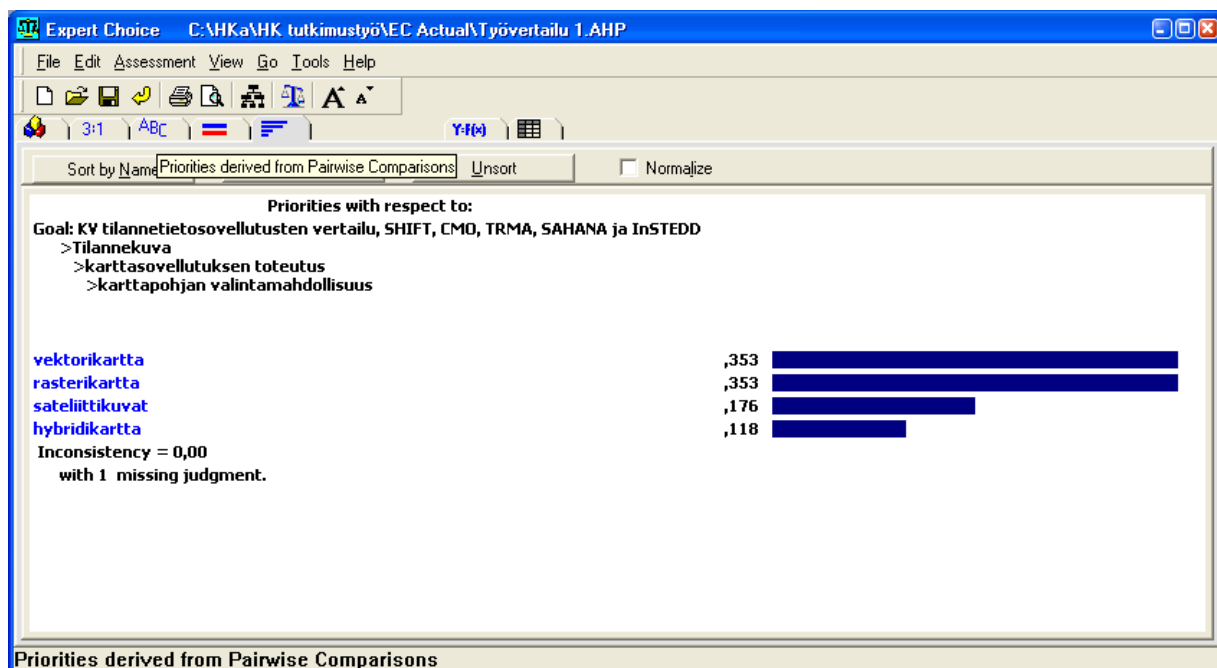 Expert Choice C:\HKa\HK tutkimustyö\EC Actual\Työvertailu 1.AHP
File Edit Assessment View Go Tools Help
A A
3:1 ABC Y:F(x)
Sort by Name Priorities derived from Pairwise Comparisons Unsort Normalize
Priorities with respect to:
Goal: KV tilannetietosovellutusten vertailu, SHIFT, CMO, TRMA, SAHANA ja InSTEDD
>Tilannekuva
>karttasovellutuksen toteutus
>karttapohjan valintamahdollisuus
vektorikartta ,353
rasterikartta ,353
sateliittikuvat ,176
hybridikartta ,118
Inconsistency = 0,00
with 1 missing judgment.
Priorities derived from Pairwise Comparisons